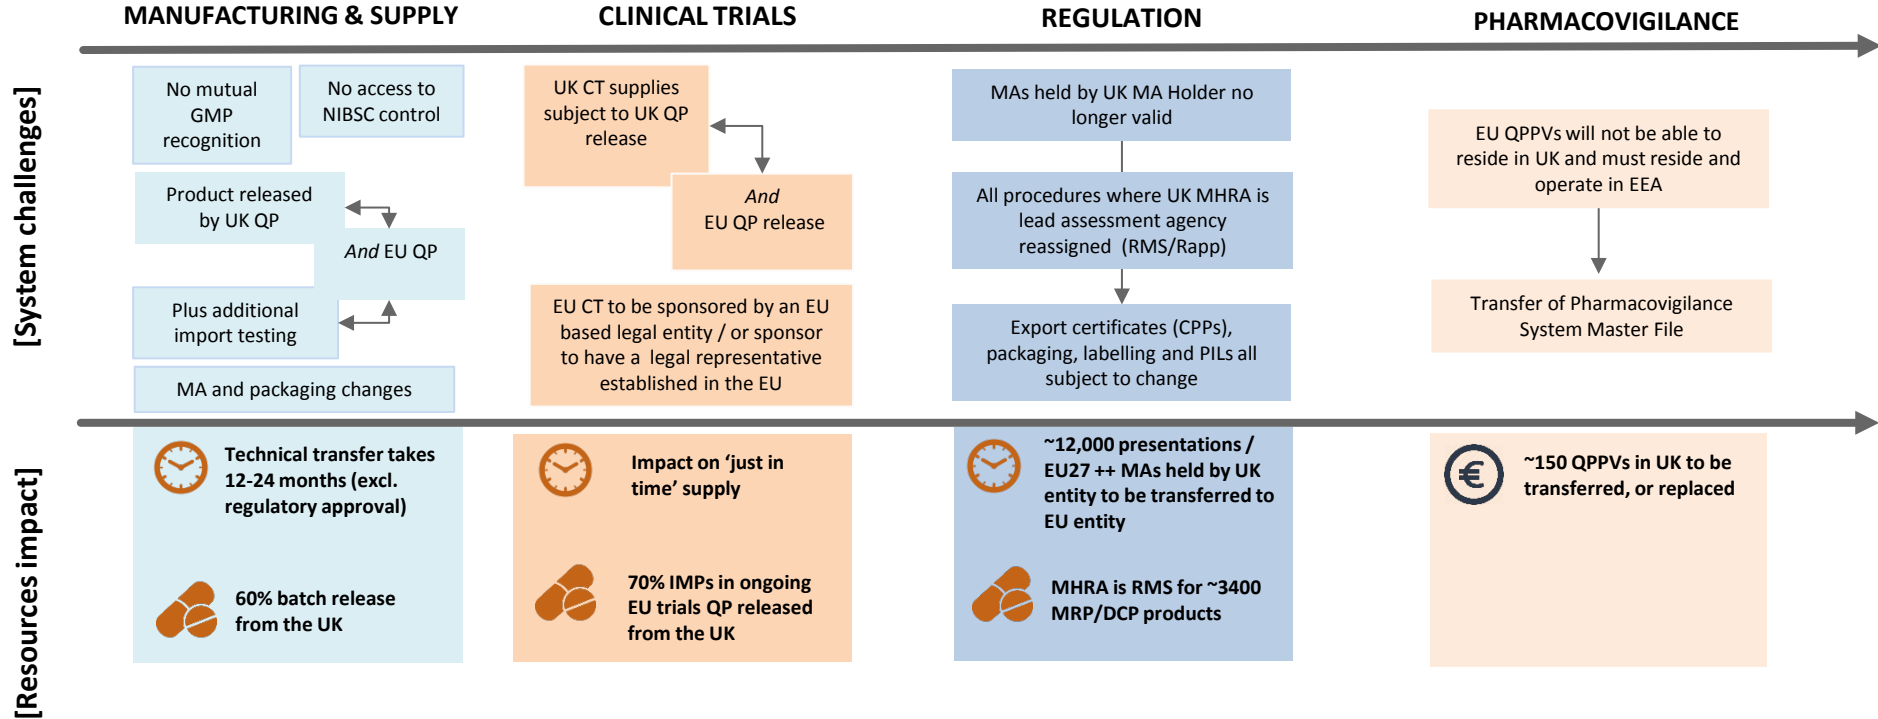 MANUFACTURING & SUPPLY
CLINICAL TRIALS
REGULATION
PHARMACOVIGILANCE
[System challenges]
No mutual
GMP
recognition
No access to
NIBSC control
Product released
by UK QP
And EU QP
Plus additional
import testing
MA and packaging changes
UK CT supplies
subject to UK QP
release
And
EU QP release
EU CT to be sponsored by an EU
based legal entity / or sponsor
to have a legal representative
established in the EU
MAs held by UK MA Holder no
longer valid
All procedures where UK MHRA is
lead assessment agency
reassigned (RMS/Rapp)
Export certificates (CPPs),
packaging, labelling and PILs all
subject to change
EU QPPVs will not be able to
reside in UK and must reside and
operate in EEA
Transfer of Pharmacovigilance
System Master File
[Resources impact]
Technical transfer takes
12-24 months (excl.
regulatory approval)
60% batch release
from the UK
Impact on ‘just in
time’ supply
70% IMPs in ongoing
EU trials QP released
from the UK
~12,000 presentations /
EU27 ++ MAs held by UK
entity to be transferred to
EU entity
MHRA is RMS for ~3400
MRP/DCP products
€
~150 QPPVs in UK to be
transferred, or replaced